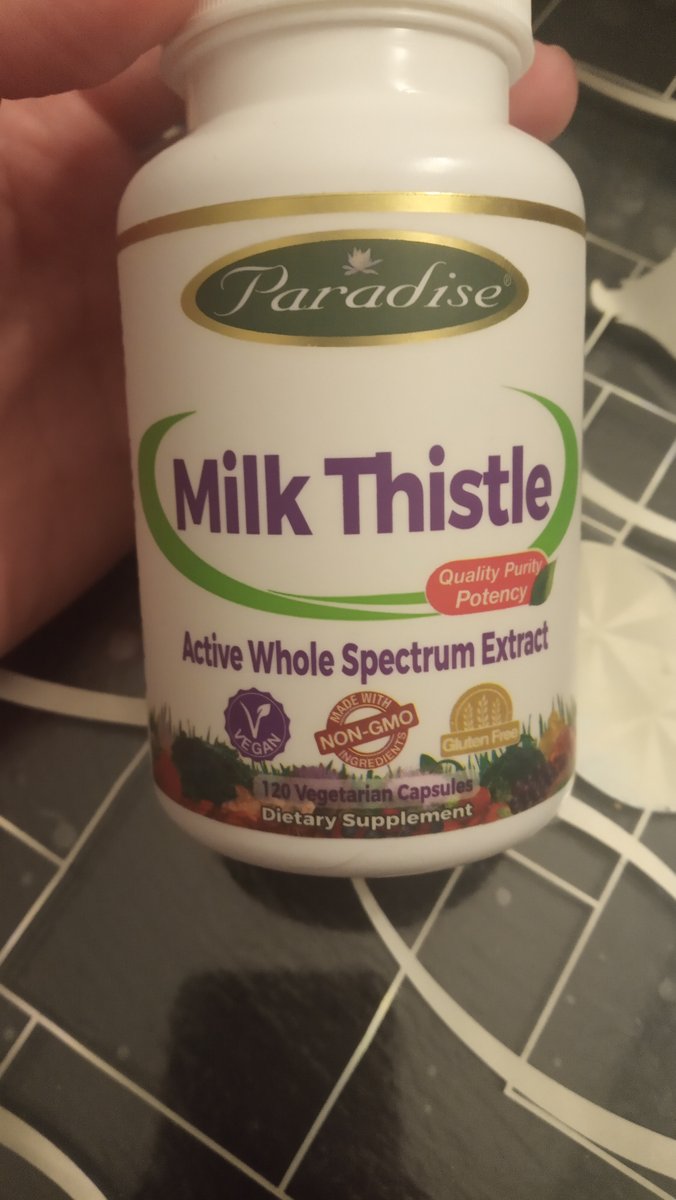 Paradise®
Milk Thistle
Quality Purity
Potency
Active Whole Spectrum Extract
VEGAN
MADE WITH
NON-GMO
INGREDIENTS
Gluten Free
120 Vegetarian Capsules
Dietary Supplement